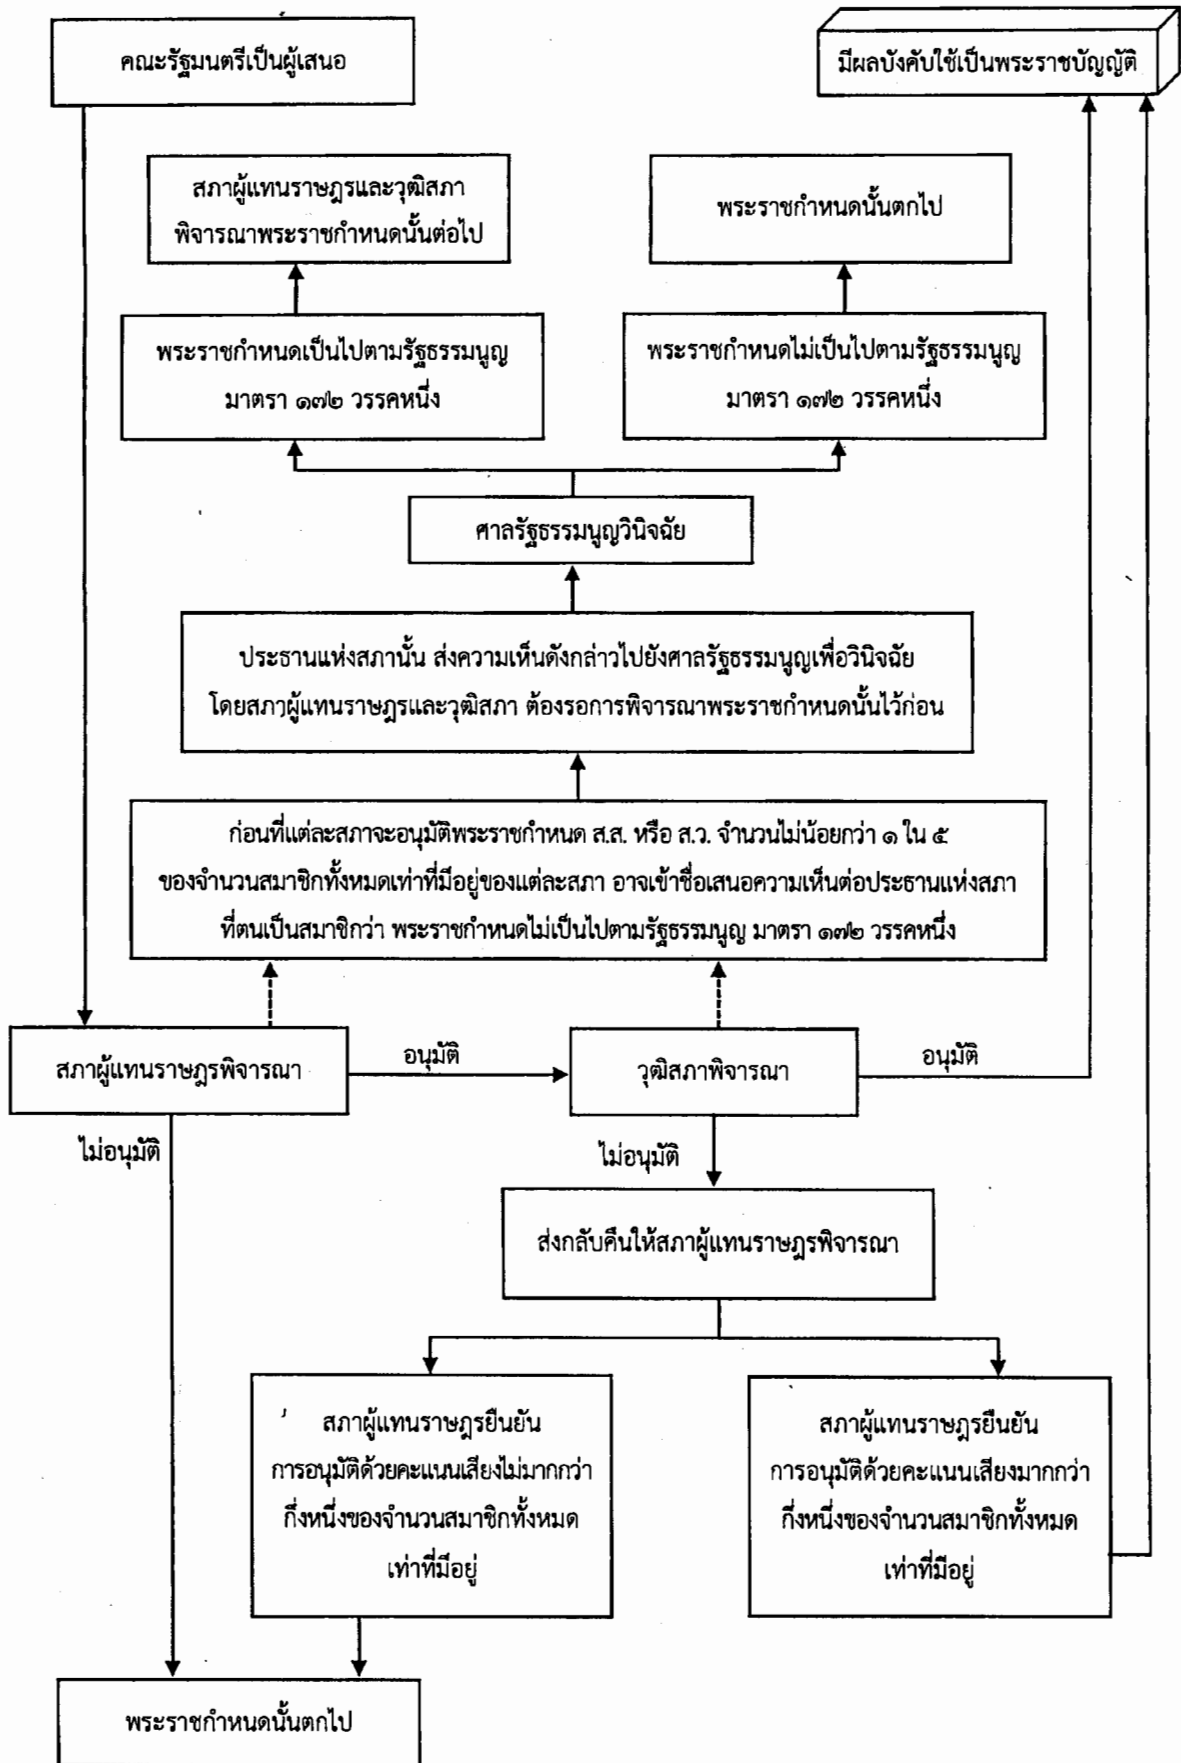 คณะรัฐมนตรีเป็นผู้เสนอ
มีผลบังคับใช้เป็นพระราชบัญญัติ
สภาผู้แทนราษฎรและวุฒิสภา
พิจารณาพระราชกำหนดนั้นต่อไป
พระราชกำหนดนั้นตกไป
พระราชกำหนดเป็นไปตามรัฐธรรมนูญ
มาตรา ๑๗๒ วรรคหนึ่ง
พระราชกำหนดไม่เป็นไปตามรัฐธรรมนูญ
มาตรา ๑๗๒ วรรคหนึ่ง
ศาลรัฐธรรมนูญวินิจฉัย
ประธานแห่งสภานั้น ส่งความเห็นดังกล่าวไปยังศาลรัฐธรรมนูญเพื่อวินิจฉัย
โดยสภาผู้แทนราษฎรและวุฒิสภา ต้องรอการพิจารณาพระราชกำหนดนั้นไว้ก่อน
ก่อนที่แต่ละสภาจะอนุมัติพระราชกำหนด ส.ส. หรือ ส.ว. จำนวนไม่น้อยกว่า ๑ ใน ๕
ของจำนวนสมาชิกทั้งหมดเท่าที่มีอยู่ของแต่ละสภา อาจเข้าชื่อเสนอความเห็นต่อประธานแห่งสภา
ที่ตนเป็นสมาชิกว่า พระราชกำหนดไม่เป็นไปตามรัฐธรรมนูญ มาตรา ๑๗๒ วรรคหนึ่ง
สภาผู้แทนราษฎรพิจารณา
อนุมัติ
วุฒิสภาพิจารณา
อนุมัติ
ไม่อนุมัติ
ไม่อนุมัติ
ส่งกลับคืนให้สภาผู้แทนราษฎรพิจารณา
สภาผู้แทนราษฎรยืนยัน
การอนุมัติด้วยคะแนนเสียงไม่มากกว่า
กึ่งหนึ่งของจำนวนสมาชิกทั้งหมด
เท่าที่มีอยู่
สภาผู้แทนราษฎรยืนยัน
การอนุมัติด้วยคะแนนเสียงมากกว่า
กึ่งหนึ่งของจำนวนสมาชิกทั้งหมด
เท่าที่มีอยู่
พระราชกำหนดนั้นตกไป